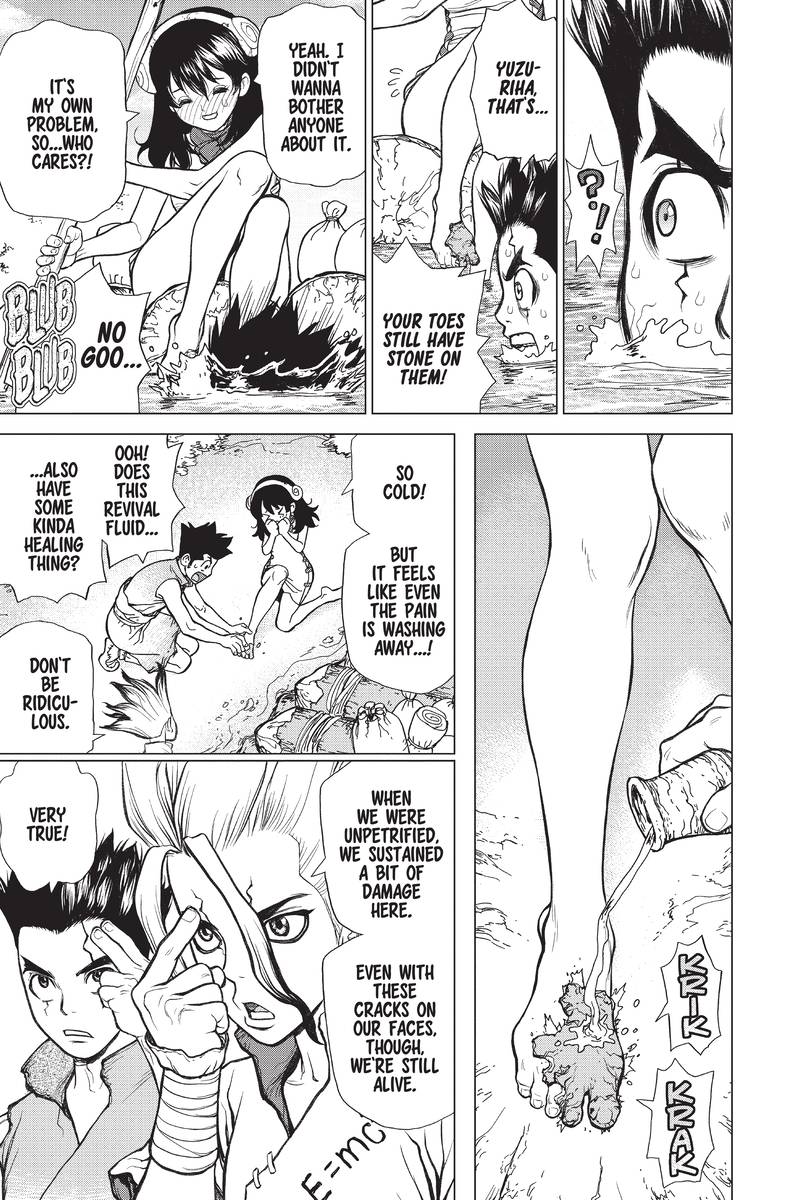 ?!
YUZU-
RIHA,
THAT'S...
YOUR TOES
STILL HAVE
STONE ON
THEM!
YEAH. I
DIDN'T
WANNA
BOTHER
ANYONE
ABOUT IT.
IT'S
MY OWN
PROBLEM,
SO...WHO
CARES?!
NO
GOO...
BLUB
BLUB
KRIK
KRAK
SO
COLD!
BUT
IT FEELS
LIKE EVEN
THE PAIN
IS WASHING
AWAY...!
OOH!
DOES
THIS
REVIVAL
FLUID...
...ALSO
HAVE
SOME
KINDA
HEALING
THING?
DON'T
BE
RIDICU-
LOUS.
WHEN
WE WERE
UNPETRIFIED,
WE SUSTAINED
A BIT OF
DAMAGE
HERE.
EVEN WITH
THESE
CRACKS ON
OUR FACES,
THOUGH,
WE'RE STILL
ALIVE.
VERY
TRUE!
E=mc